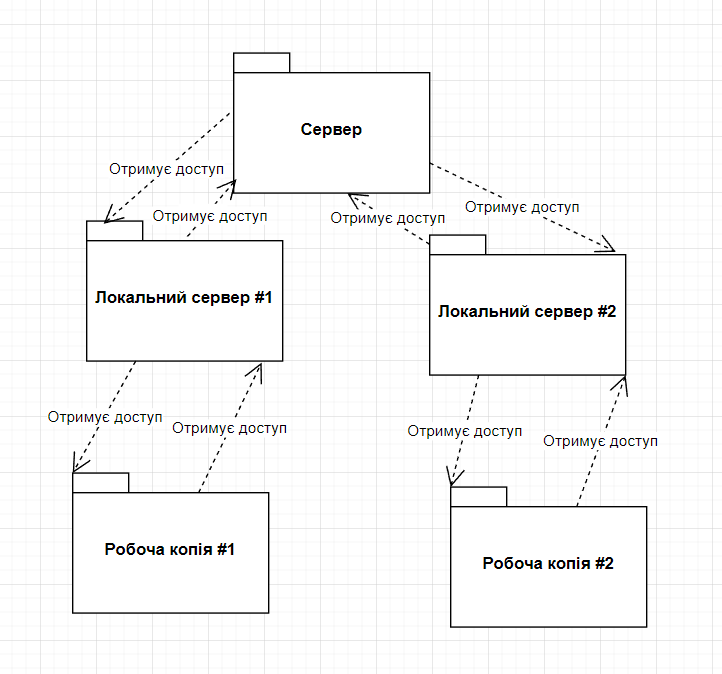 Сервер
Отримує доступ
Отримує доступ
Отримує доступ
Отримує доступ
Локальний сервер #1
Локальний сервер #2
Отримує доступ
Отримує доступ
Отримує доступ
Отримує доступ
Робоча копія #1
Робоча копія #2